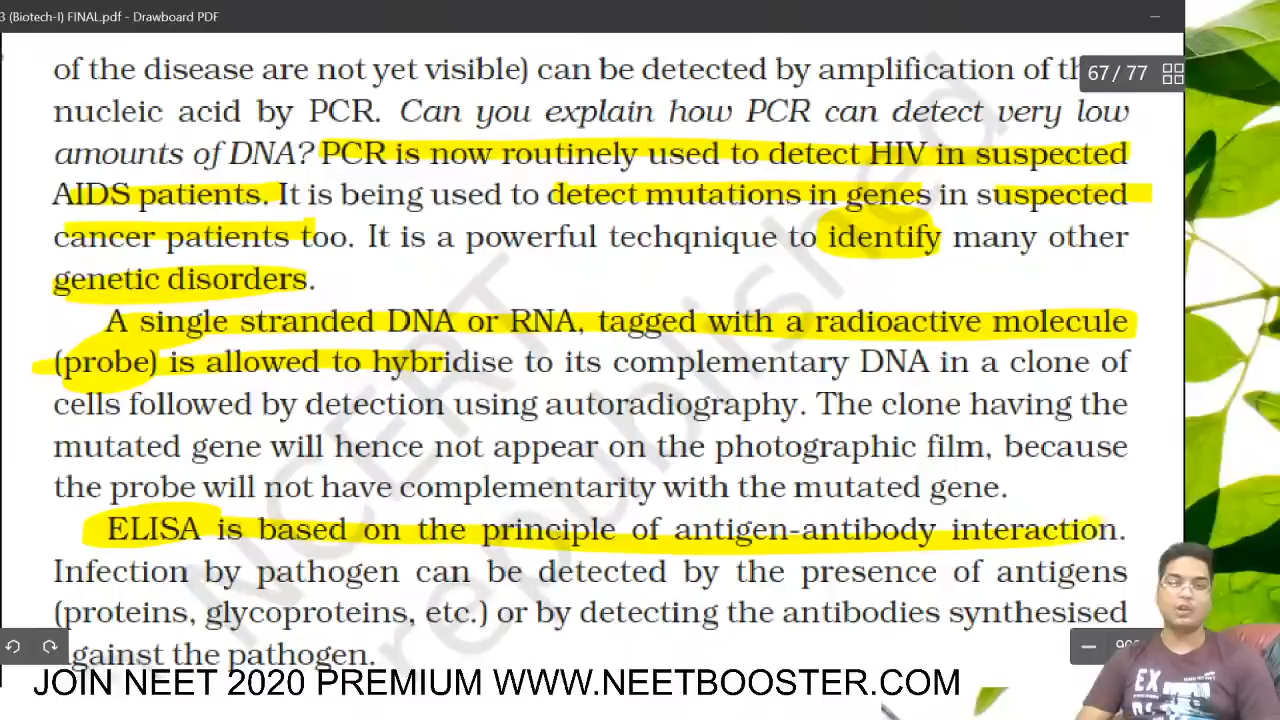 3 (Biotech-I) FINAL.pdf - Drawboard PDF
of the disease are not yet visible) can be detected by amplification of
67 / 77
nucleic acid by PCR. Can you explain how PCR can detect very low
amounts of DNA? PCR is now routinely used to detect HIV in suspected
AIDS patients. It is being used to detect mutations in genes in suspected
cancer patients too. It is a powerful techqnique to identify many other
genetic disorders.
A single stranded DNA or RNA, tagged with a radioactive molecule
(probe) is allowed to hybridise to its complementary DNA in a clone of
cells followed by detection using autoradiography. The clone having the
mutated gene will hence not appear on the photographic film, because
the probe will not have complementarity with the mutated gene.
ELISA is based on the principle of antigen-antibody interaction.
Infection by pathogen can be detected by the presence of antigens
(proteins, glycoproteins, etc.) or by detecting the antibodies synthesised
gainst the pathogen.
NCERT
republished
JOIN NEET 2020 PREMIUM WWW.NEETBOOSTER.COM
EX